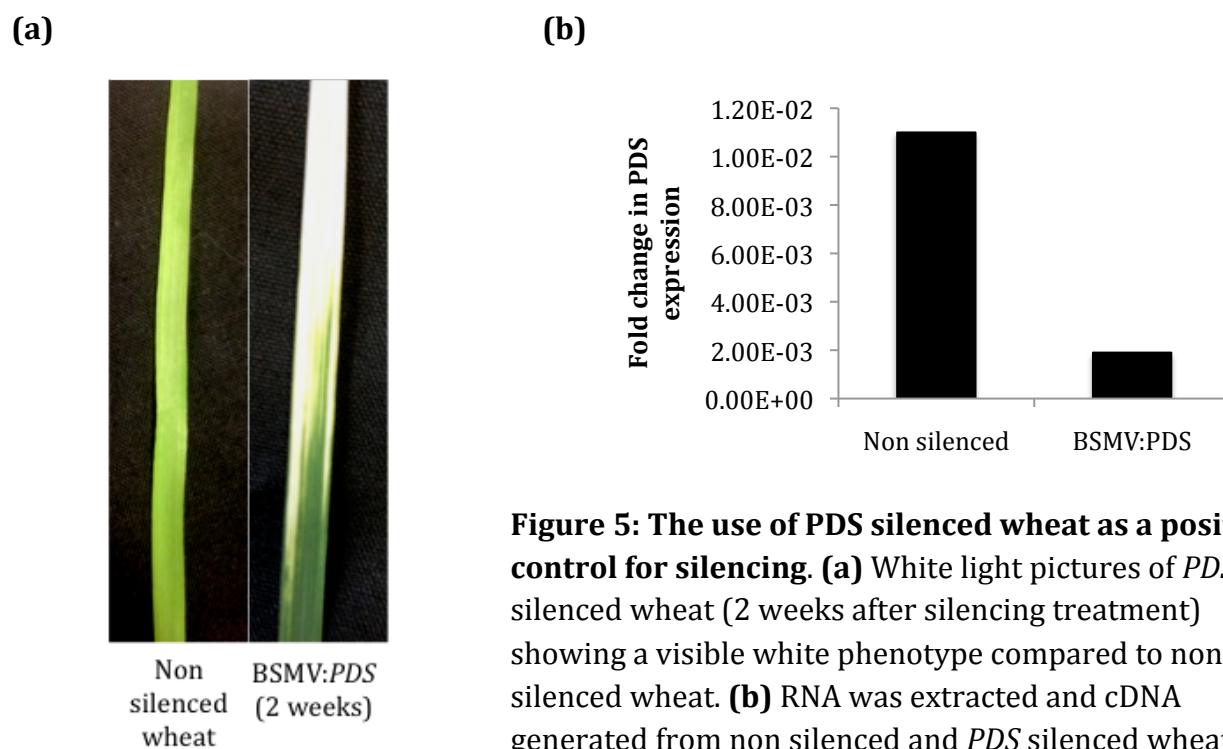 (a)
(b)
1.20E-02
1.00E-02
8.00E-03
6.00E-03
4.00E-03
2.00E-03
0.00E+00
Fold change in PDS
expression
Non silenced
BSMV:PDS
Non
silenced
wheat
BSMV:PDS
(2 weeks)
Figure 5: The use of PDS silenced wheat as a
control for silencing. (a) White light pictures of
silenced wheat (2 weeks after silencing treatment)
showing a visible white phenotype compared to non
silenced wheat. (b) RNA was extracted and cDNA
generated from non silenced and PDS silenced wheat